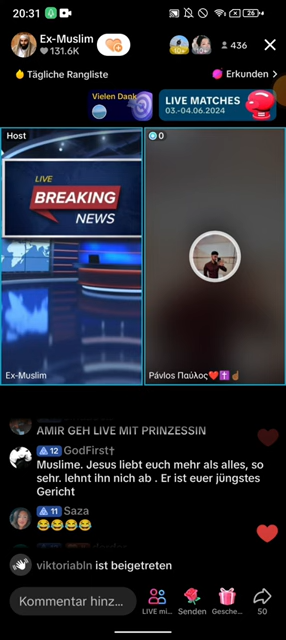 20:31
26
Ex-Muslim
131.6K
10
10
436
Tägliche Rangliste
Erkunden
Vielen Dank
LIVE MATCHES
03.-04.06.2024
Host
0
LIVE
BREAKING
NEWS
Ex-Muslim
Pávlos Παύλος❤️✝️☝🏾
AMIR GEH LIVE MIT PRINZESSIN
12 GodFirst†
Muslime. Jesus liebt euch mehr als alles, so
sehr. lehnt ihn nich ab . Er ist euer jüngstes
Gericht
11 Saza
😂😂😂😂
viktoriabln ist beigetreten
Kommentar hinz...
LIVE mi...
Senden
Gesche...
50